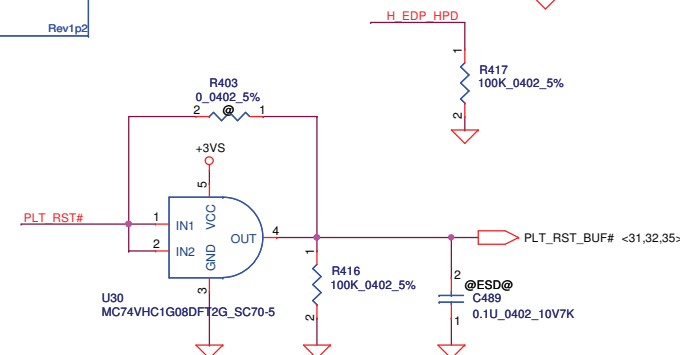 H_EDP_HPD
Rev1p2
1
R417
100K_0402_5%
2
R403
0_0402_5%
2 @ 1
+3VS
5
PLT_RST#
1
IN1
VCC
2
IN2
GND
OUT
4
PLT_RST_BUF# <31,32,35>
3
1
R416
100K_0402_5%
2
2
@ESD@
C489
0.1U_0402_10V7K
1
U30
MC74VHC1G08DFT2G_SC70-5